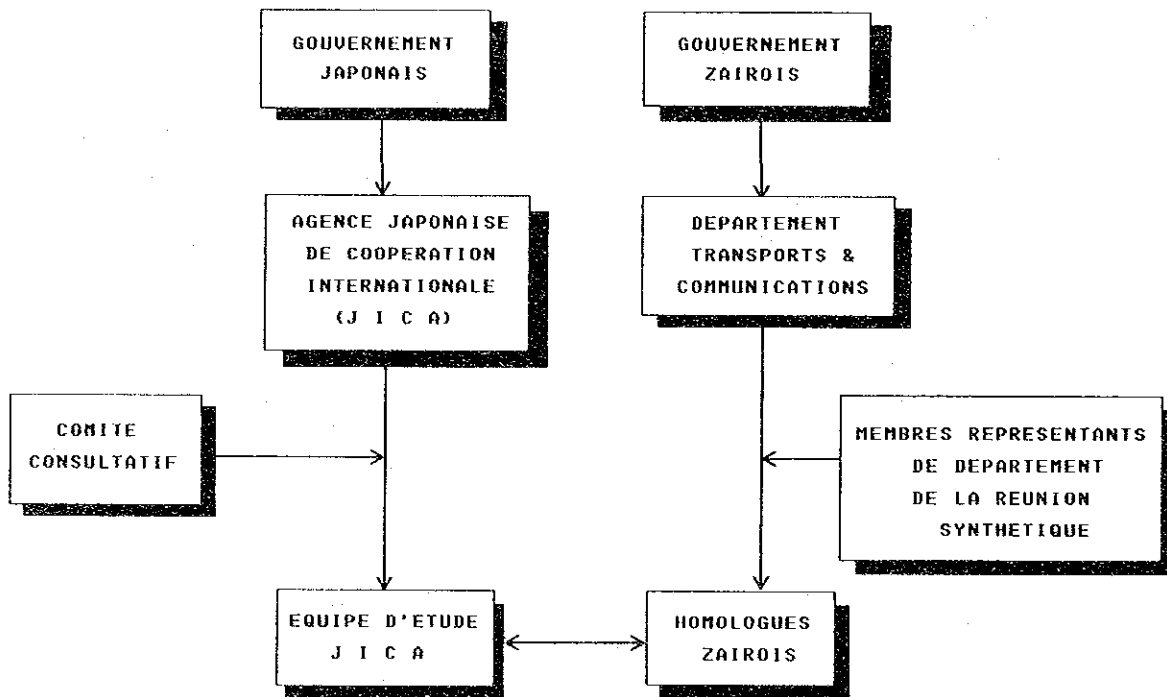 GOUVERNEMENT
JAPONAIS
GOUVERNEMENT
ZAIROIS
AGENCE JAPONAISE
DE COOPERATION
INTERNATIONALE
(J I C A)
DEPARTEMENT
TRANSPORTS &
COMMUNICATIONS
COMITE
CONSULTATIF
MEMBRES REPRESENTANTS
DE DEPARTEMENT
DE LA REUNION
SYNTHETIQUE
EQUIPE D'ETUDE
J I C A
HOMOLOGUES
ZAIROIS